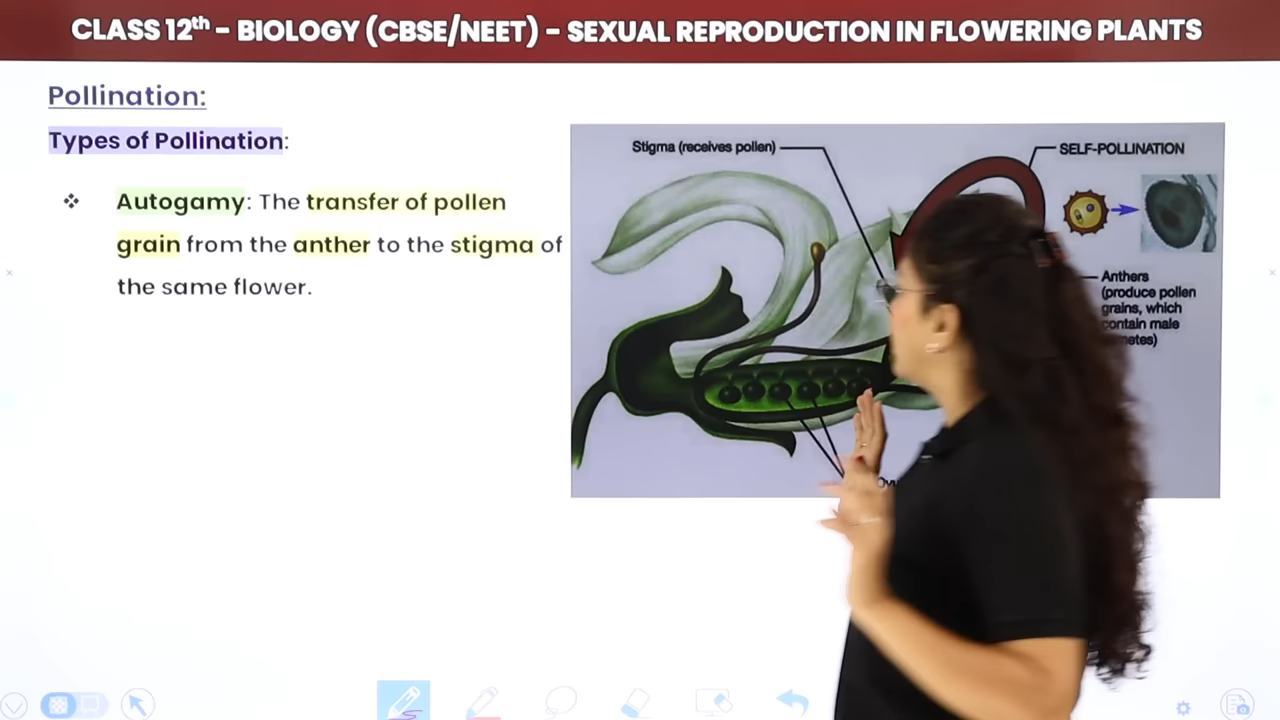 CLASS 12th - BIOLOGY (CBSE/NEET) - SEXUAL REPRODUCTION IN FLOWERING PLANTS
Pollination:
Types of Pollination:
❖ Autogamy: The transfer of pollen
grain from the anther to the stigma of
the same flower.
Stigma (receives pollen)
SELF-POLLINATION
Anthers
(produce pollen
grains, which
contain male